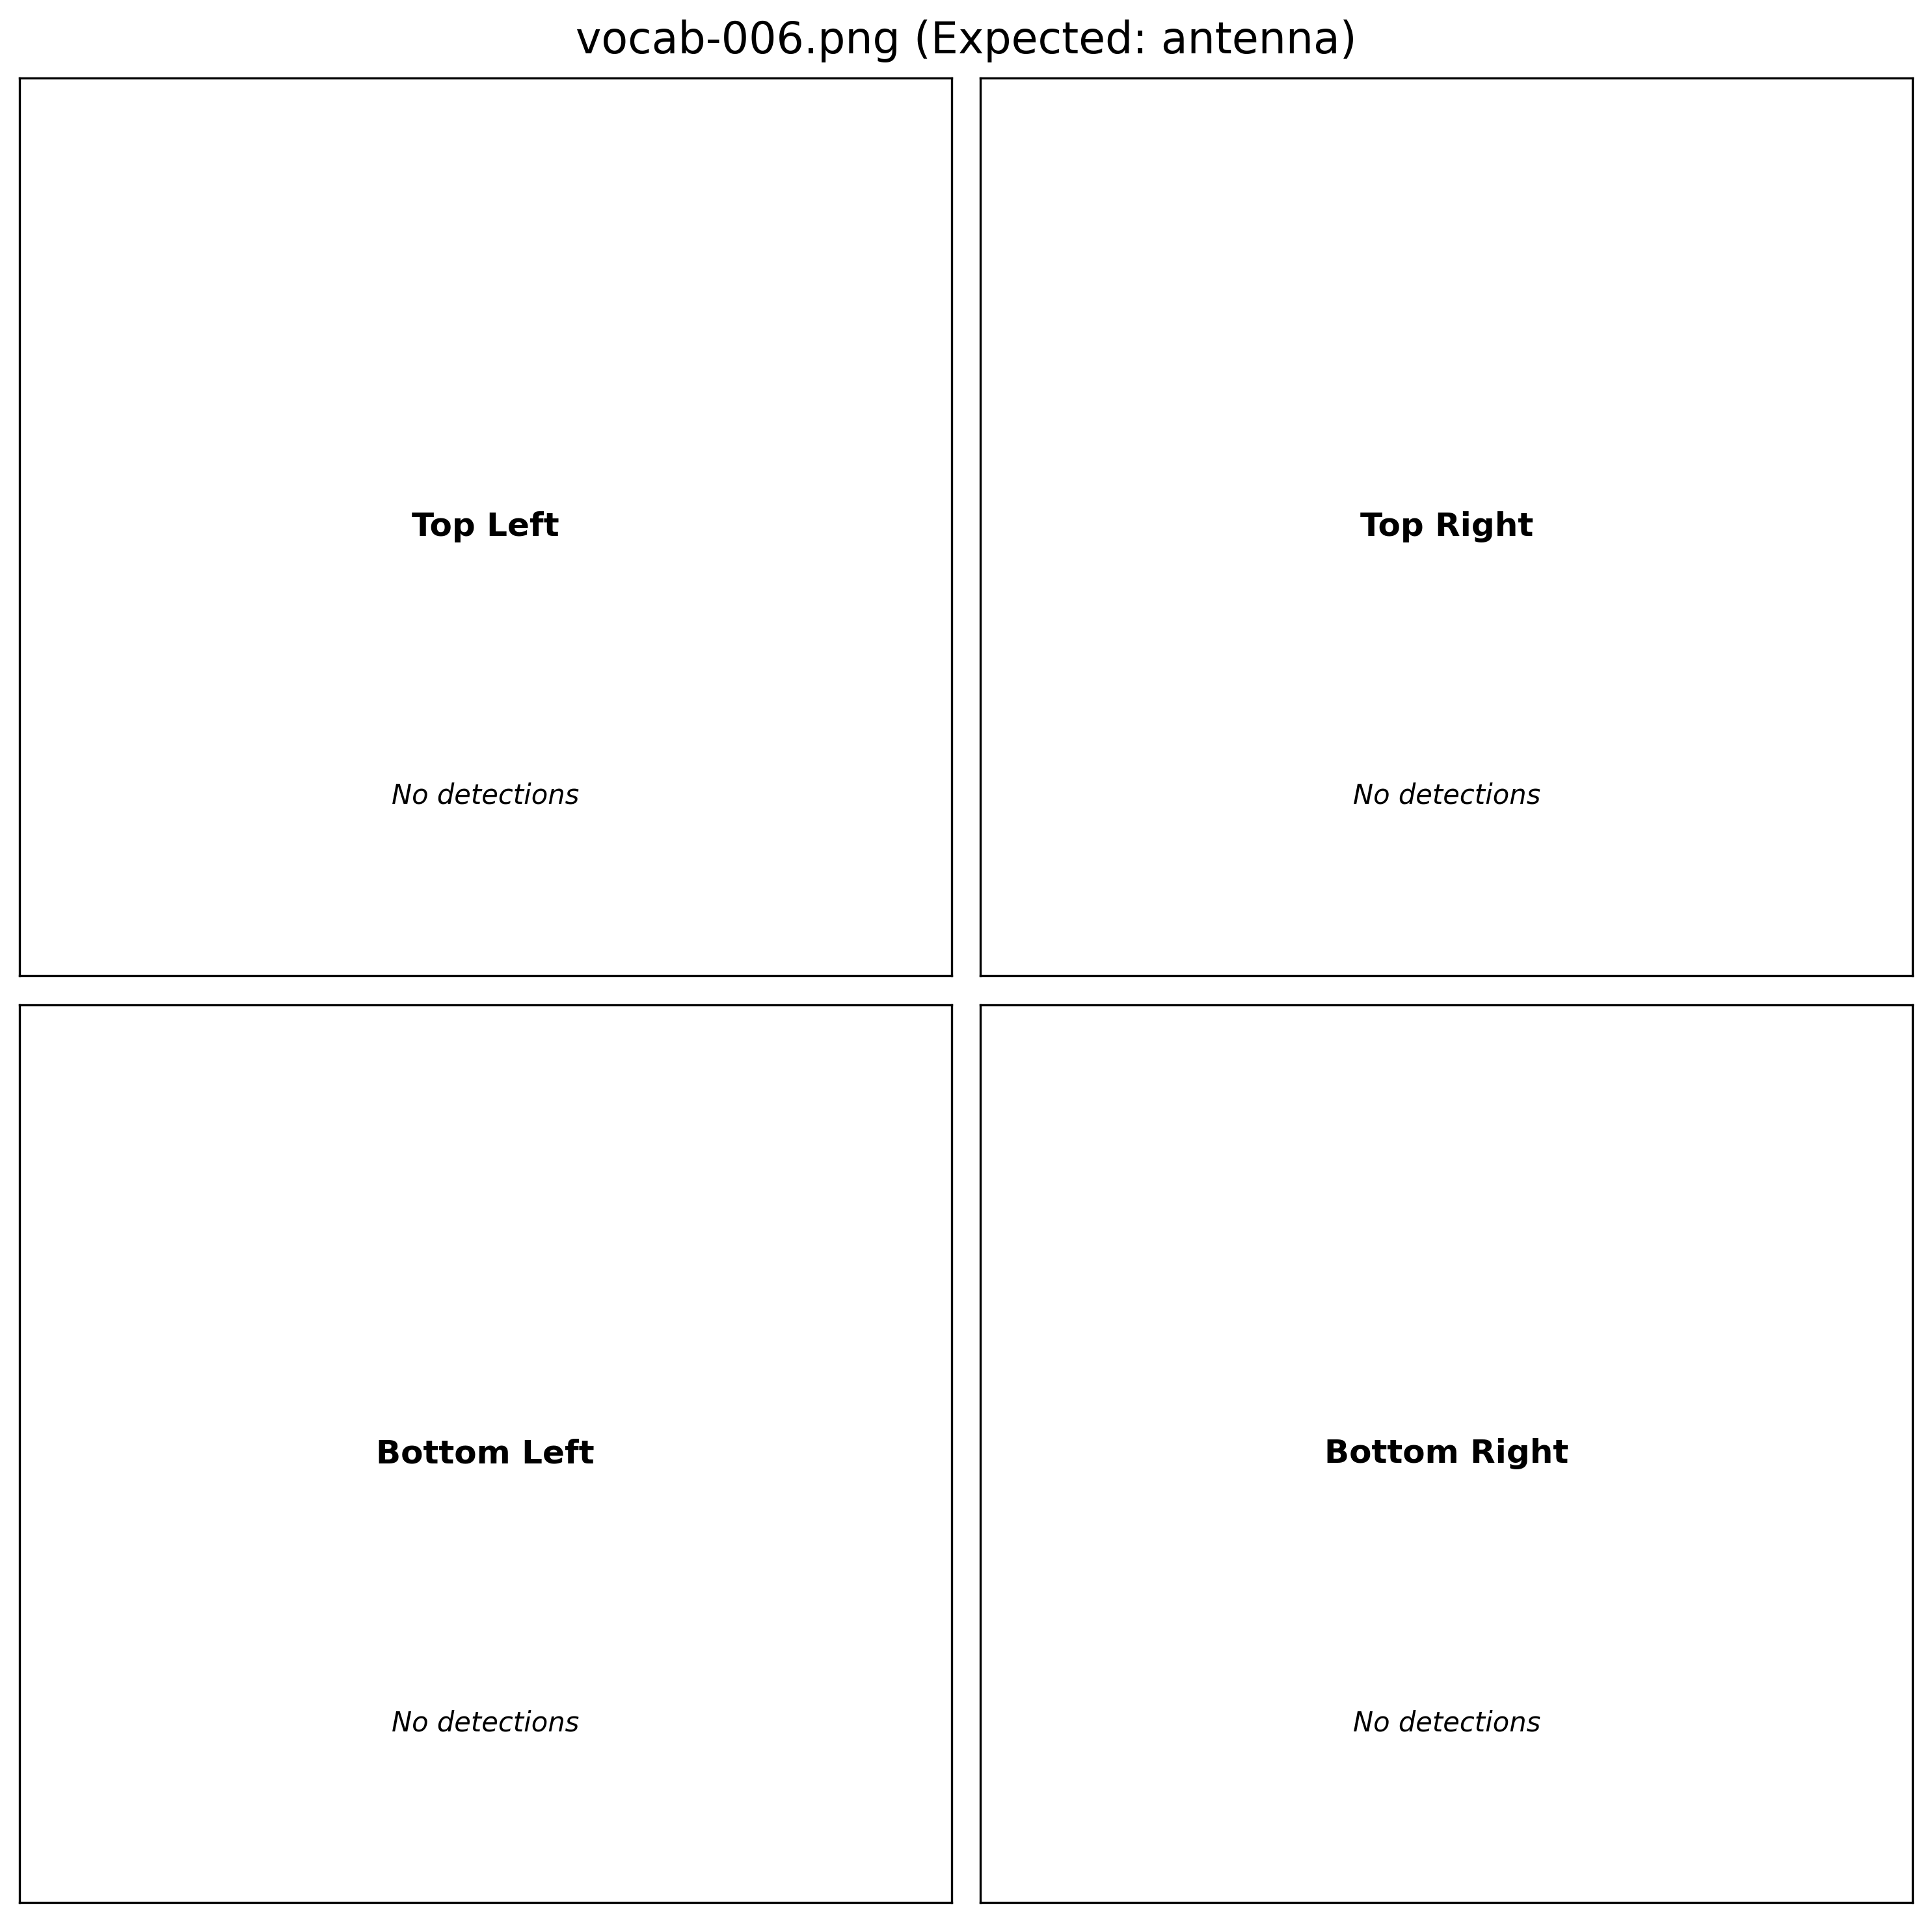 vocab-006.png (Expected: antenna)
Top Left
Top Right
No detections
No detections
Bottom Left
Bottom Right
No detections
No detections